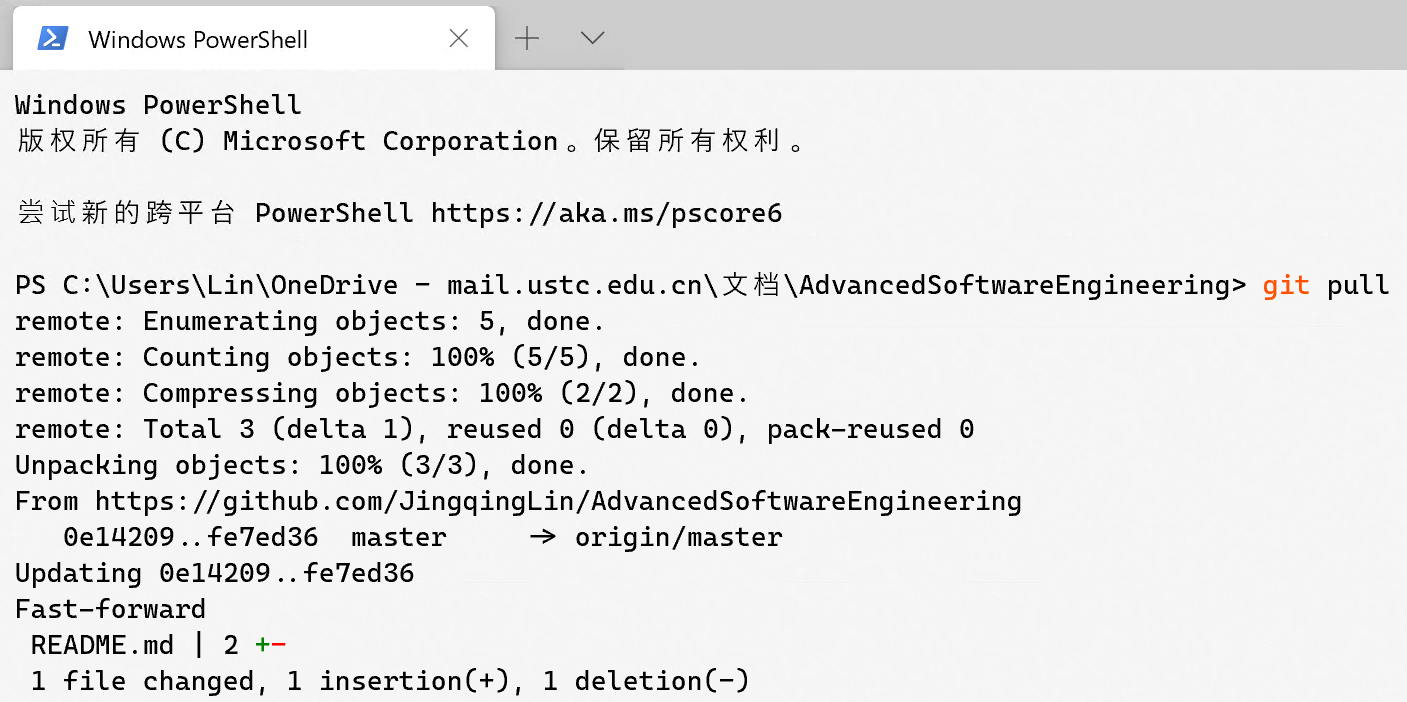 Windows PowerShell
Windows PowerShell
版权所有 (C) Microsoft Corporation。保留所有权利。
尝试新的跨平台 PowerShell https://aka.ms/pscore6
PS C:\Users\Lin\OneDrive - mail.ustc.edu.cn\文档\AdvancedSoftwareEngineering> git pull
remote: Enumerating objects: 5, done.
remote: Counting objects: 100% (5/5), done.
remote: Compressing objects: 100% (2/2), done.
remote: Total 3 (delta 1), reused 0 (delta 0), pack-reused 0
Unpacking objects: 100% (3/3), done.
From https://github.com/JingqingLin/AdvancedSoftwareEngineering
   0e14209..fe7ed36  master     -> origin/master
Updating 0e14209..fe7ed36
Fast-forward
 README.md | 2 +-
 1 file changed, 1 insertion(+), 1 deletion(-)